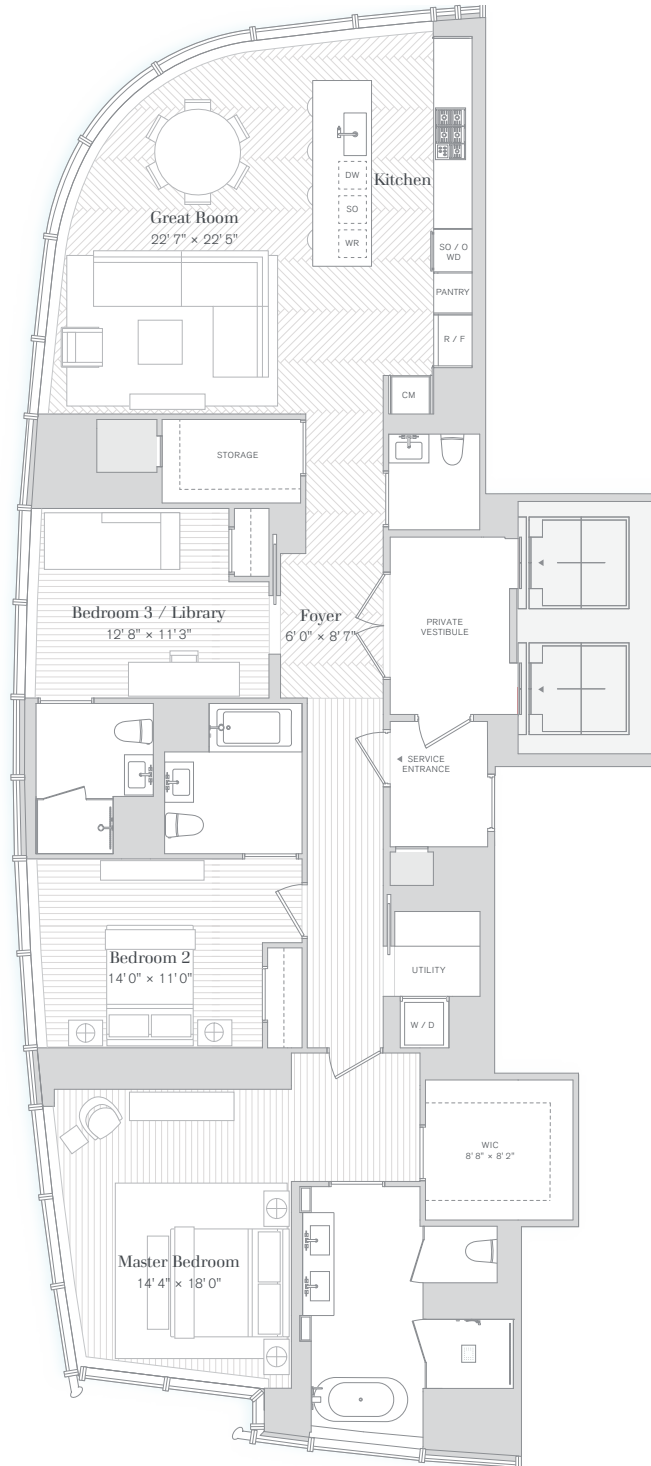 DW
Kitchen
SO
Great Room
22' 7" × 22' 5"
WR
SO / O
WD
PANTRY
R / F
CM
STORAGE
Bedroom 3 / Library
12' 8" × 11' 3"
Foyer
6' 0" × 8' 7"
PRIVATE
VESTIBULE
SERVICE
ENTRANCE
Bedroom 2
14' 0" × 11' 0"
UTILITY
W / D
WIC
8' 8" × 8' 2"
Master Bedroom
14' 4" × 18' 0"